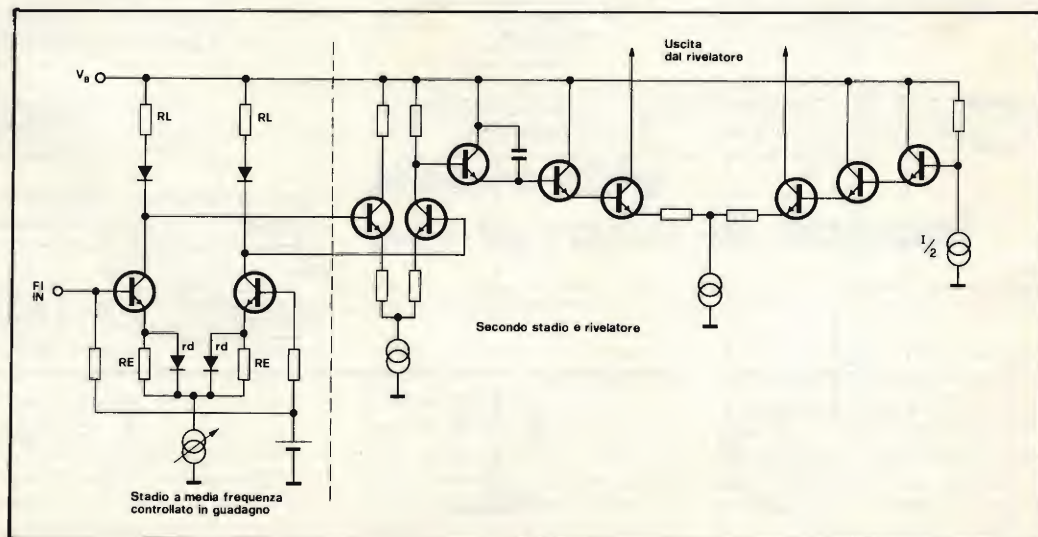 Uscita
dal rivelatore
VB
RL
RL
I/2
FI
IN
RE
rd
rd
RE
Secondo stadio e rivelatore
Stadio a media frequenza
controllato in guadagno